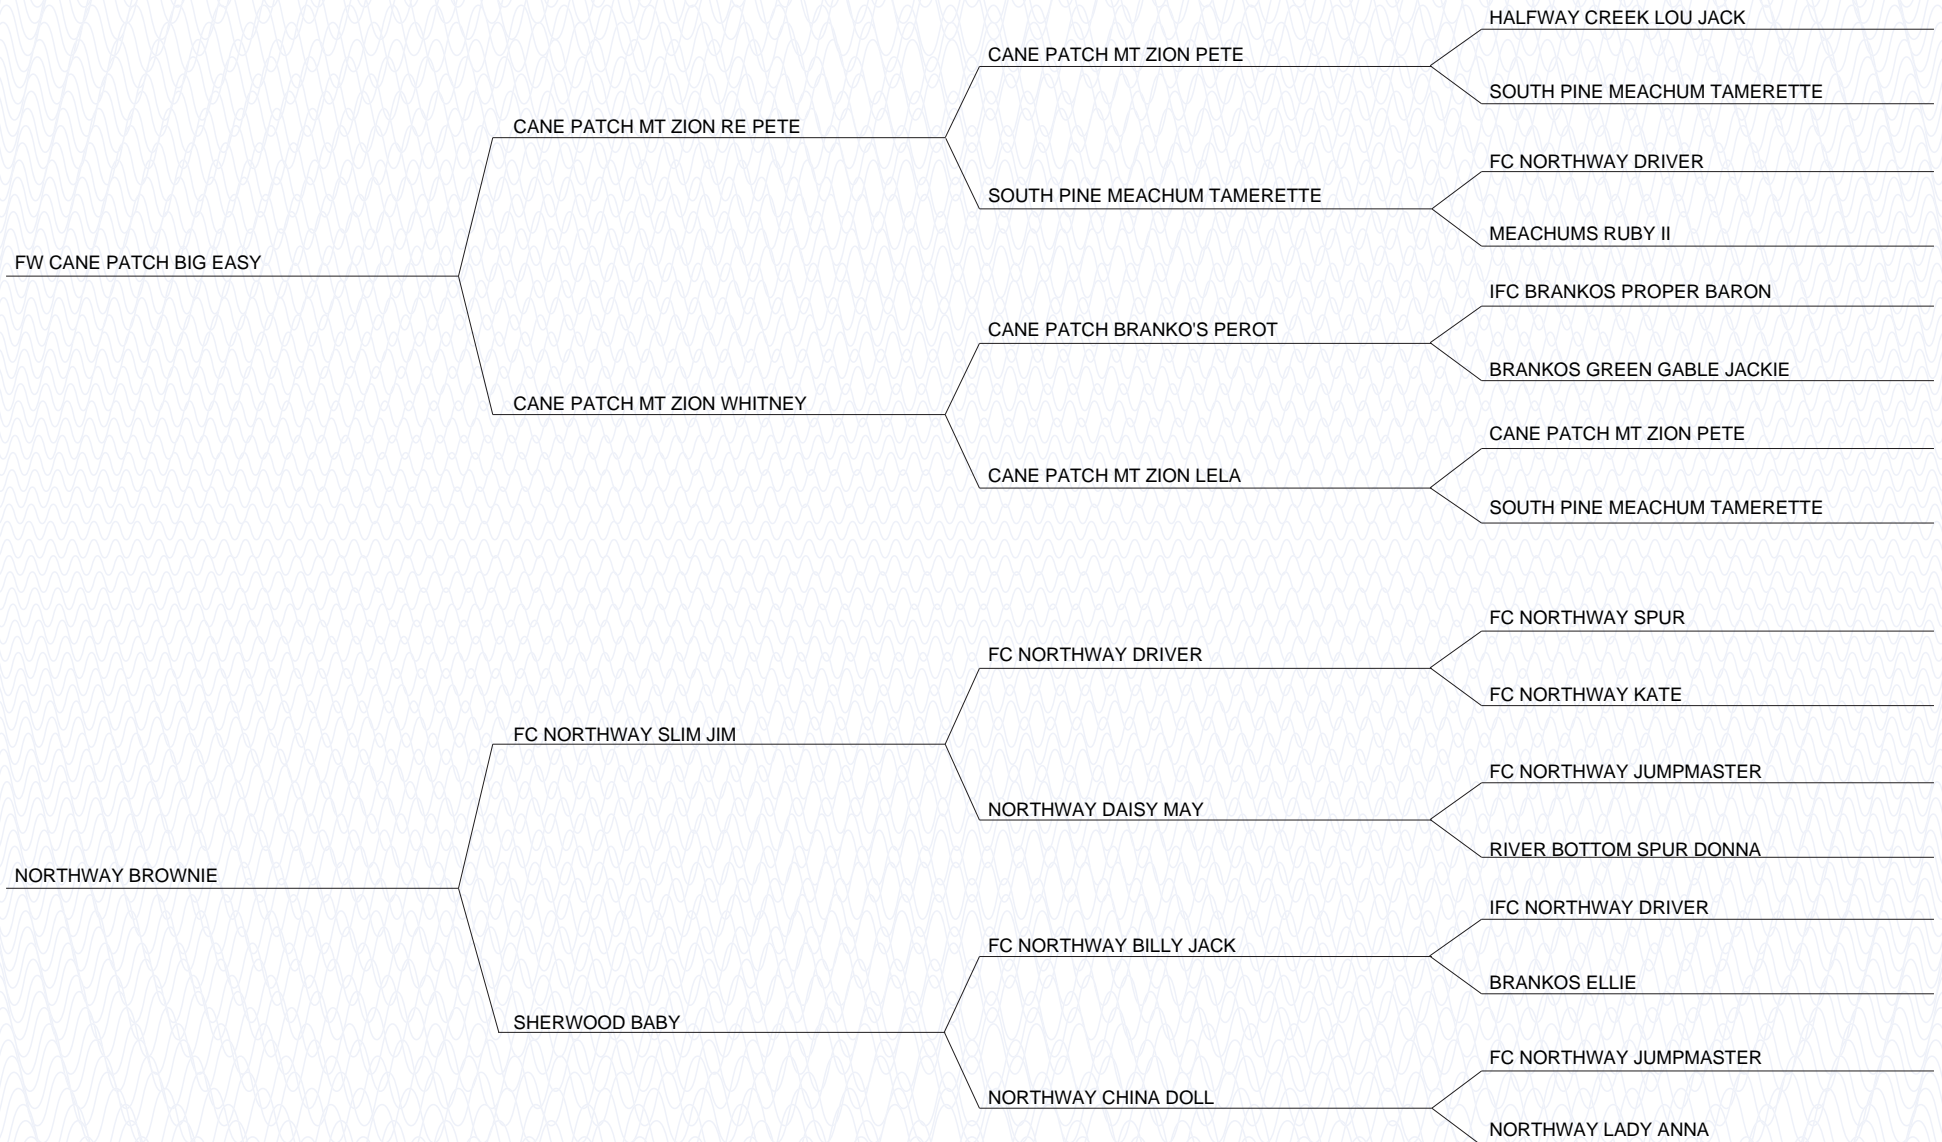 HALFWAY CREEK LOU JACK
CANE PATCH MT ZION PETE
SOUTH PINE MEACHUM TAMERETTE
CANE PATCH MT ZION RE PETE
FC NORTHWAY DRIVER
SOUTH PINE MEACHUM TAMERETTE
MEACHUMS RUBY II
FW CANE PATCH BIG EASY
IFC BRANKOS PROPER BARON
CANE PATCH BRANKO'S PEROT
BRANKOS GREEN GABLE JACKIE
CANE PATCH MT ZION WHITNEY
CANE PATCH MT ZION PETE
CANE PATCH MT ZION LELA
SOUTH PINE MEACHUM TAMERETTE
FC NORTHWAY SPUR
FC NORTHWAY DRIVER
FC NORTHWAY KATE
FC NORTHWAY SLIM JIM
FC NORTHWAY JUMPMASTER
NORTHWAY DAISY MAY
RIVER BOTTOM SPUR DONNA
NORTHWAY BROWNIE
IFC NORTHWAY DRIVER
FC NORTHWAY BILLY JACK
BRANKOS ELLIE
SHERWOOD BABY
FC NORTHWAY JUMPMASTER
NORTHWAY CHINA DOLL
NORTHWAY LADY ANNA